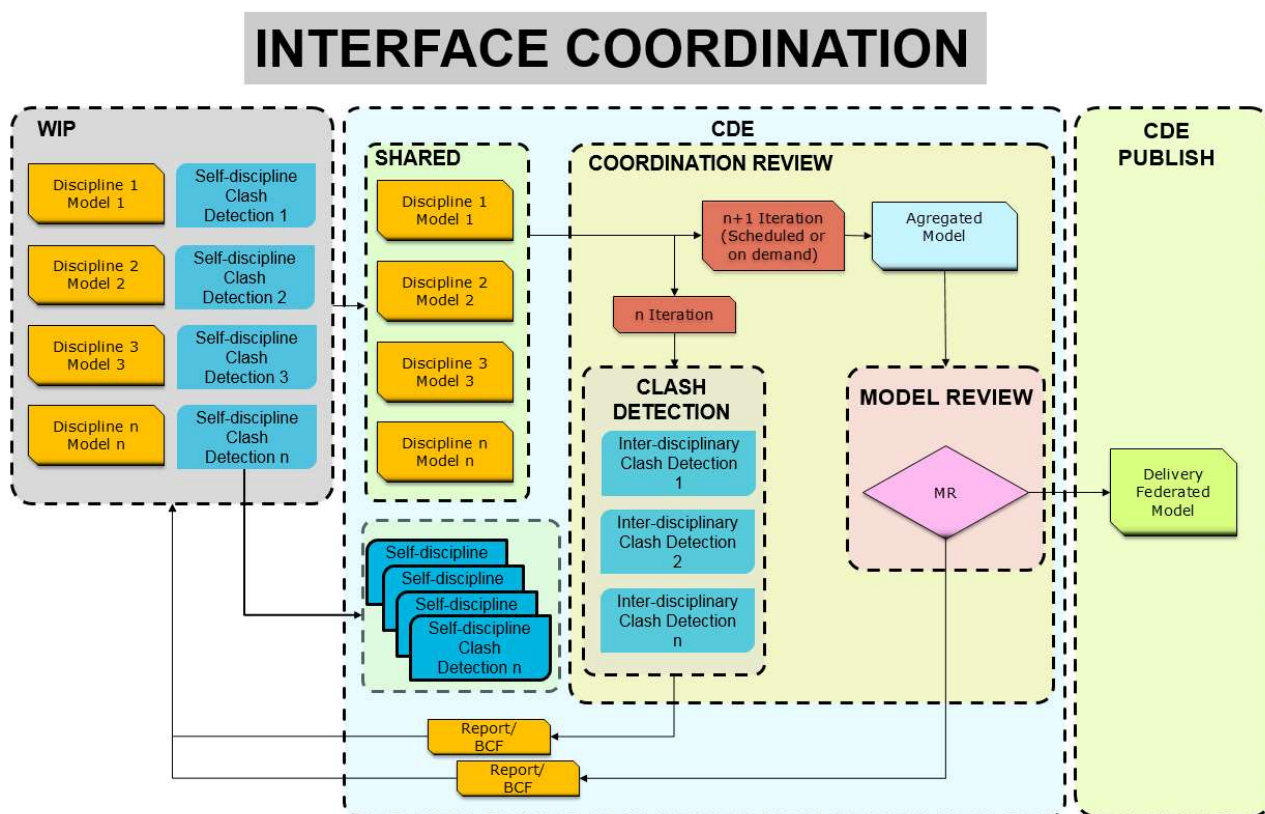 INTERFACE COORDINATION
WIP
Discipline 1
Model 1
Self-discipline
Clash
Detection 1
Discipline 2
Model 2
Self-discipline
Clash
Detection 2
Discipline 3
Model 3
Self-discipline
Clash
Detection 3
Discipline n
Model n
Self-discipline
Clash
Detection n
CDE
SHARED
Discipline 1
Model 1
Discipline 2
Model 2
Discipline 3
Model 3
Discipline n
Model n
Self-discipline
Self-discipline
Self-discipline
Self-discipline
Clash
Detection n
COORDINATION REVIEW
n+1 Iteration
(Scheduled or
on demand)
Agregated
Model
n Iteration
CLASH
DETECTION
Inter-disciplinary
Clash Detection
1
Inter-disciplinary
Clash Detection
2
Inter-disciplinary
Clash Detection
n
MODEL REVIEW
MR
Report/
BCF
Report/
BCF
CDE
PUBLISH
Delivery
Federated
Model